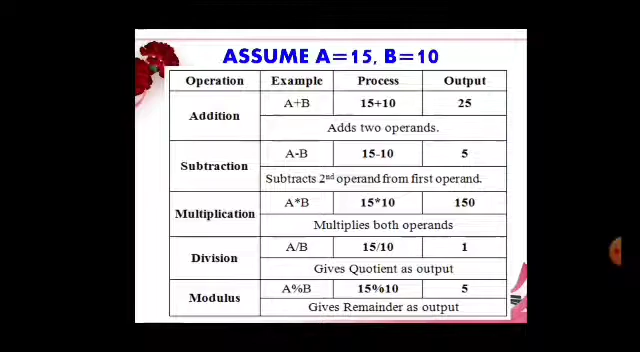 ASSUME A=15, B=10
Operation Example Process Output
Addition A+B 15+10 25
Adds two operands.
Subtraction A-B 15-10 5
Subtracts 2nd operand from first operand.
Multiplication A*B 15*10 150
Multiplies both operands
Division A/B 15/10 1
Gives Quotient as output
Modulus A%B 15%10 5
Gives Remainder as output